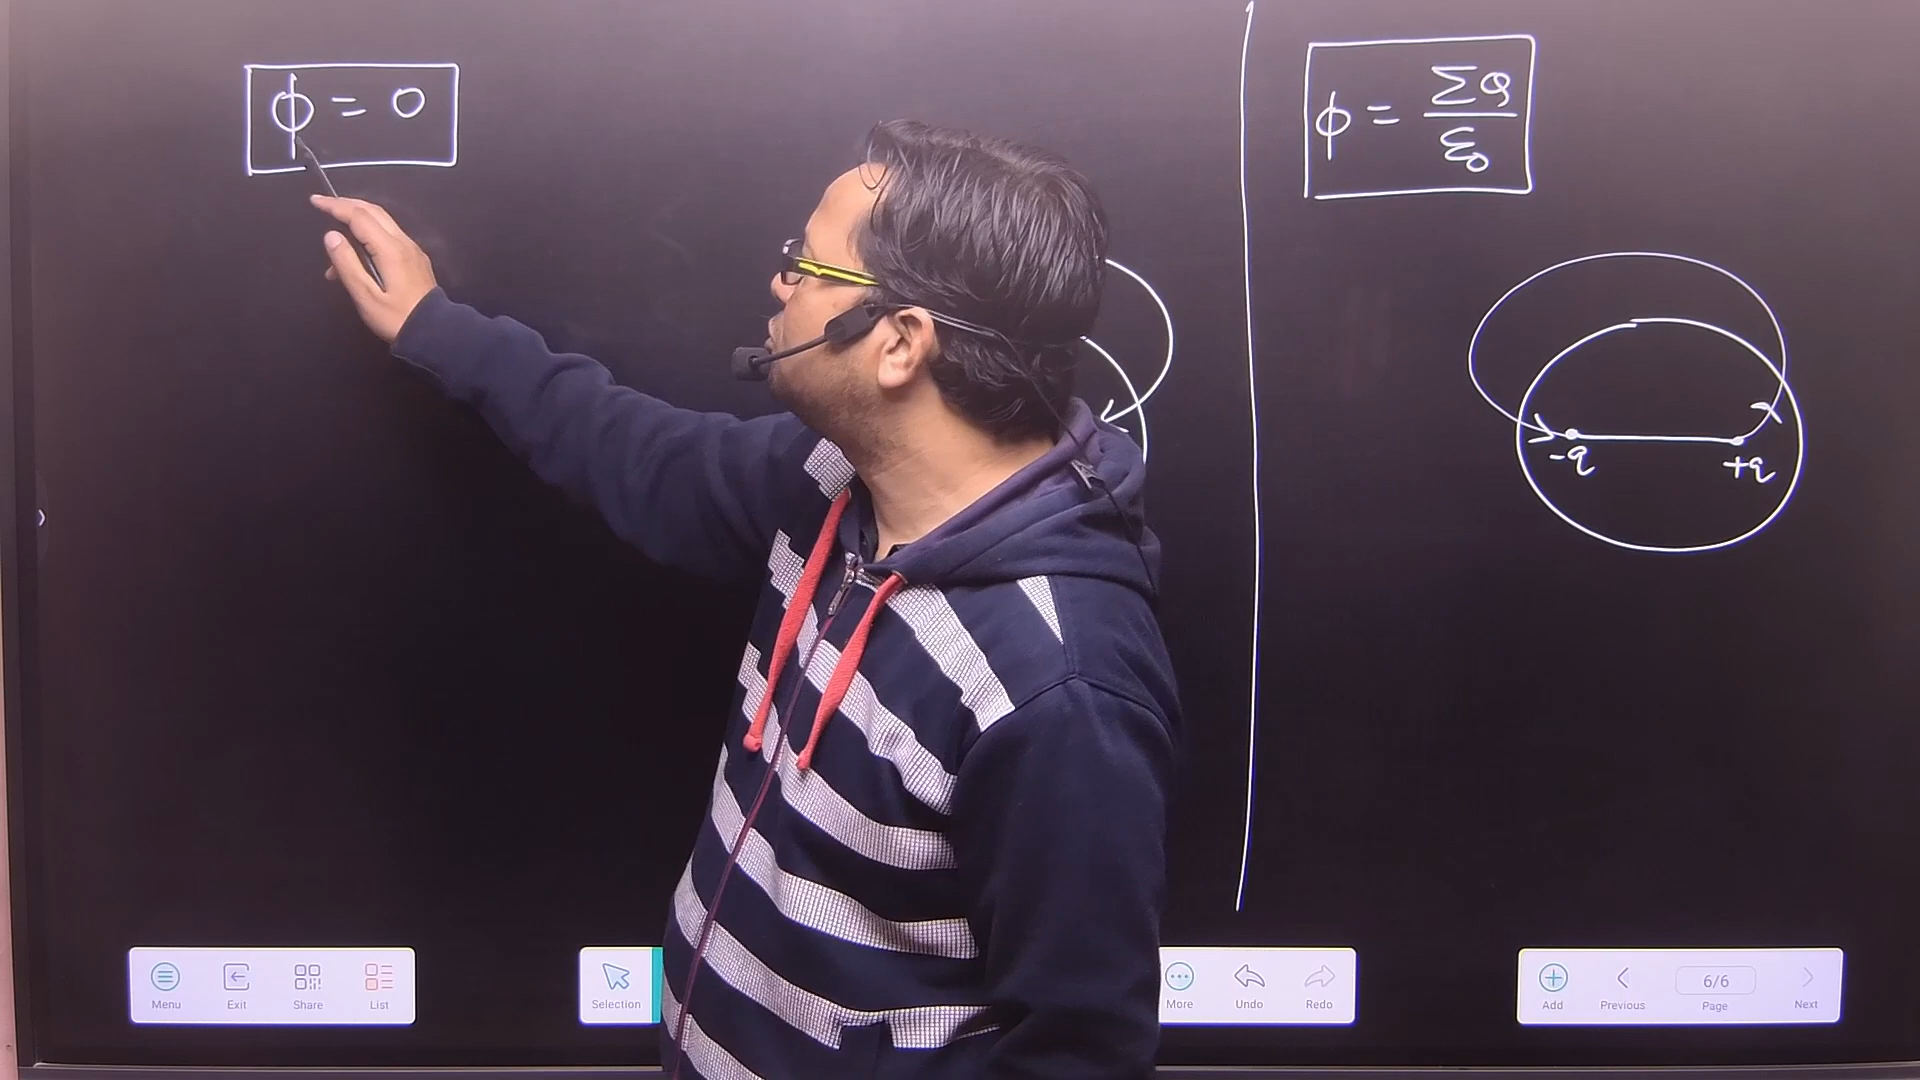 ϕ = 0
ϕ = ΣQ/ε₀
-q +q
Menu Exit Share List
Selection
More Undo Redo
Add Previous 6/6 Page Next